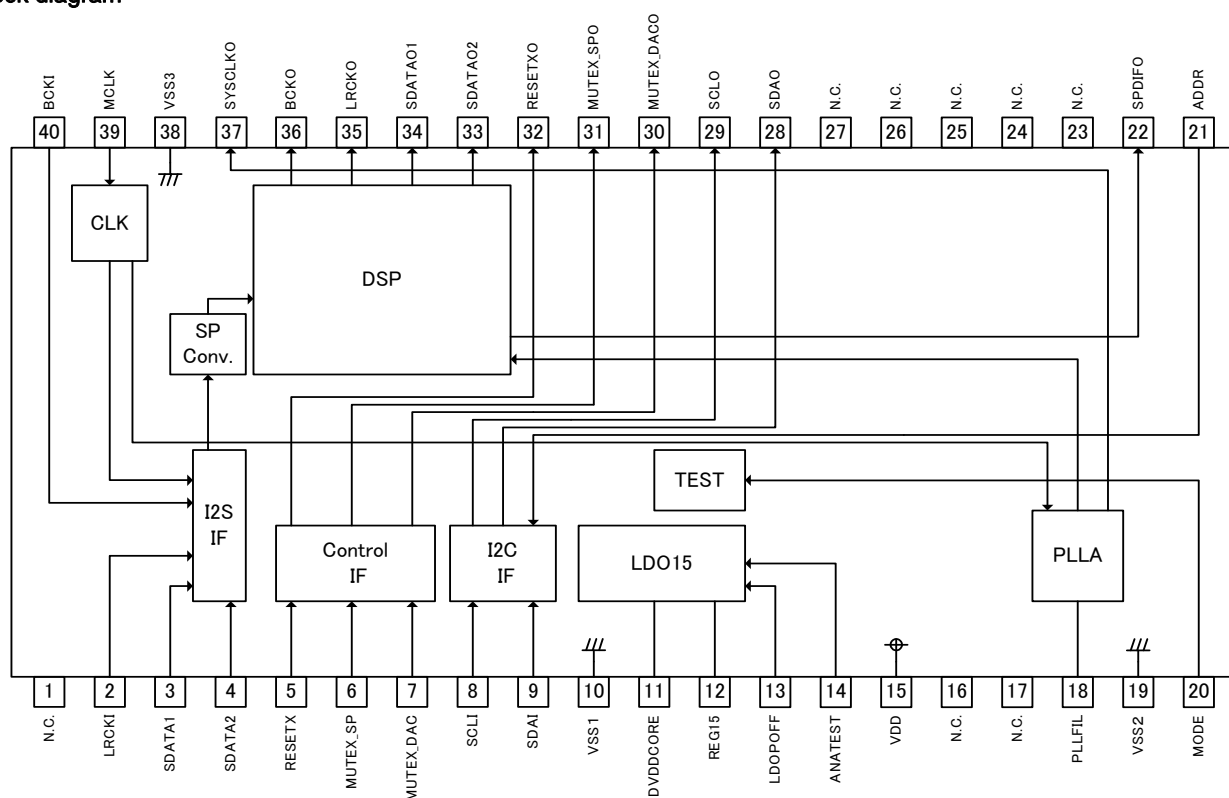 BCKI
MCLK
VSS3
SYSCLKO
BCKO
LRCKO
SDATAO1
SDATAO2
RESETXO
MUTEX_SPO
MUTEX_DACO
SCLO
SDAO
N.C.
N.C.
N.C.
N.C.
N.C.
SPDIFO
ADDR
40 39 38 37 36 35 34 33 32 31 30 29 28 27 26 25 24 23 22 21
CLK
DSP
SP
Conv.
I2S
IF
Control
IF
I2C
IF
TEST
LDO15
PLLA
1 2 3 4 5 6 7 8 9 10 11 12 13 14 15 16 17 18 19 20
N.C.
LRCKI
SDATA1
SDATA2
RESETX
MUTEX_SP
MUTEX_DAC
SCLI
SDAI
VSS1
DVDDCORE
REG15
LDOPOFF
ANATEST
VDD
N.C.
N.C.
PLLFIL
VSS2
MODE